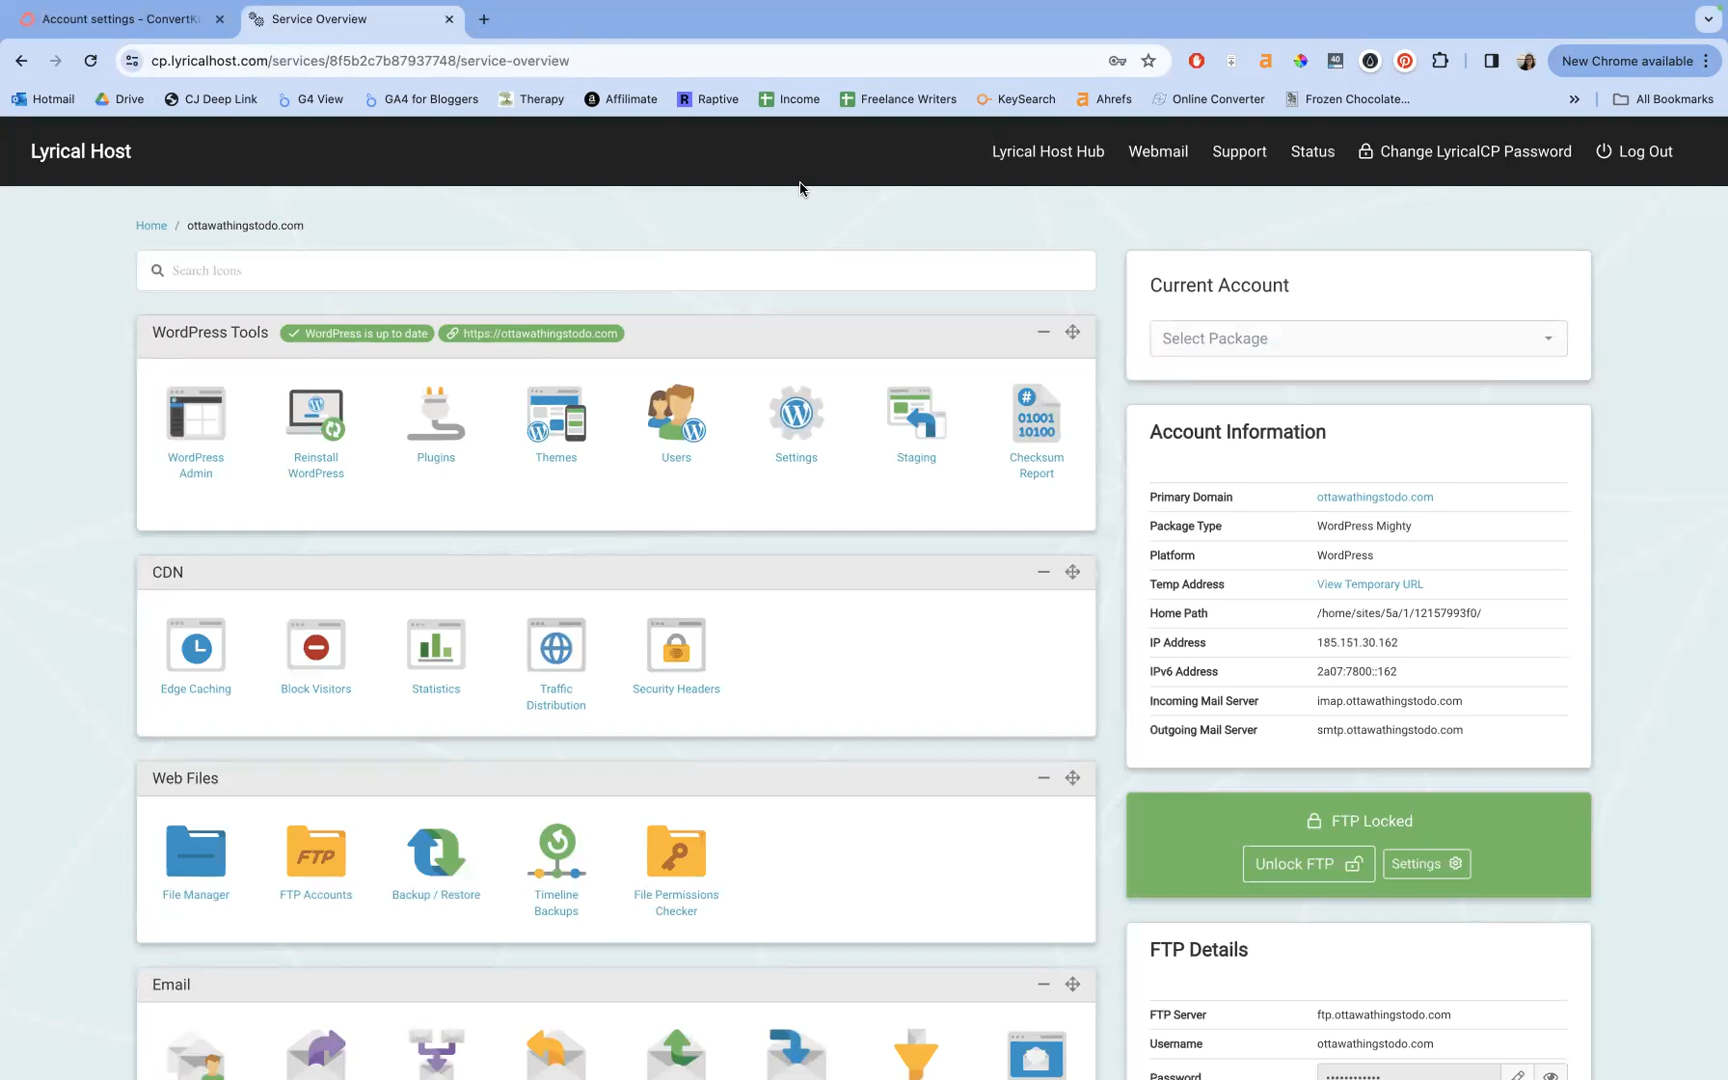 Account settings - ConvertKi
Service Overview
cp.lyricalhost.com/services/8f5b2c7b87937748/service-overview
40
New Chrome available
Hotmail
Drive
CJ Deep Link
G4 View
GA4 for Bloggers
Therapy
Affilimate
Raptive
Income
Freelance Writers
KeySearch
Ahrefs
Online Converter
Frozen Chocolate...
All Bookmarks
Lyrical Host
Lyrical Host Hub
Webmail
Support
Status
Change LyricalCP Password
Log Out
Home / ottawathingstodo.com
Search Icons
WordPress Tools
WordPress is up to date
https://ottawathingstodo.com
WordPress
Admin
Reinstall
WordPress
Plugins
Themes
Users
Settings
Staging
#
01001
10100
Checksum
Report
CDN
Edge Caching
Block Visitors
Statistics
Traffic
Distribution
Security Headers
Web Files
File Manager
FTP
FTP Accounts
Backup / Restore
Timeline
Backups
File Permissions
Checker
Email
Current Account
Select Package
Account Information
Primary Domain ottawathingstodo.com
Package Type WordPress Mighty
Platform WordPress
Temp Address View Temporary URL
Home Path /home/sites/5a/1/12157993f0/
IP Address 185.151.30.162
IPv6 Address 2a07:7800::162
Incoming Mail Server imap.ottawathingstodo.com
Outgoing Mail Server smtp.ottawathingstodo.com
FTP Locked
Unlock FTP
Settings
FTP Details
FTP Server ftp.ottawathingstodo.com
Username ottawathingstodo.com
Password ••••••••••••